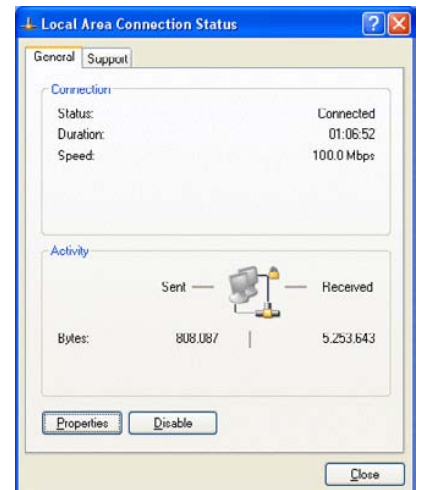 Local Area Connection Status
General Support
Connection
Status: Connected
Duration: 01:06:52
Speed: 100.0 Mbps
Activity
Sent — — Received
Bytes: 808,087 | 5,253,643
Properties Disable
Close